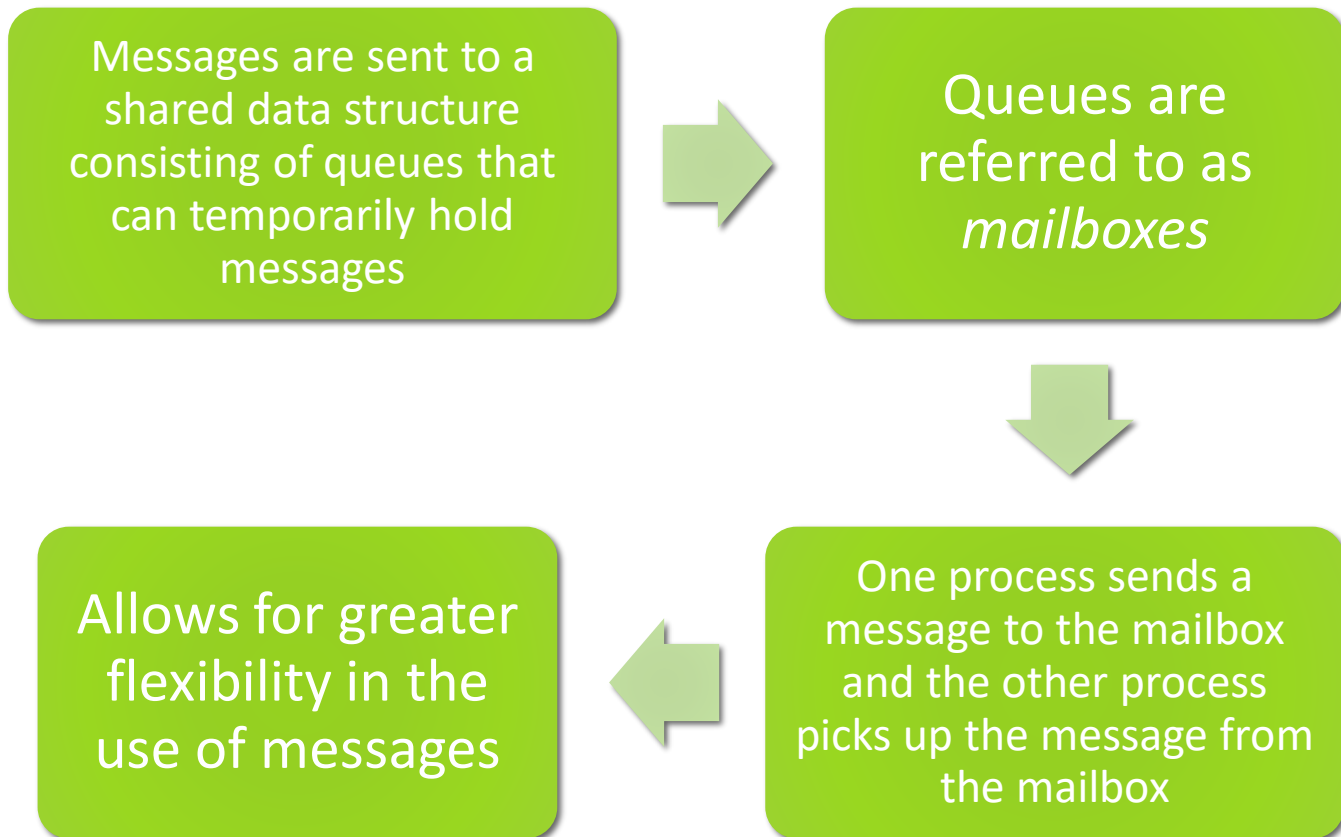 Messages are sent to a
shared data structure
consisting of queues that
can temporarily hold
messages
Queues are
referred to as
mailboxes
One process sends a
message to the mailbox
and the other process
picks up the message from
the mailbox
Allows for greater
flexibility in the
use of messages